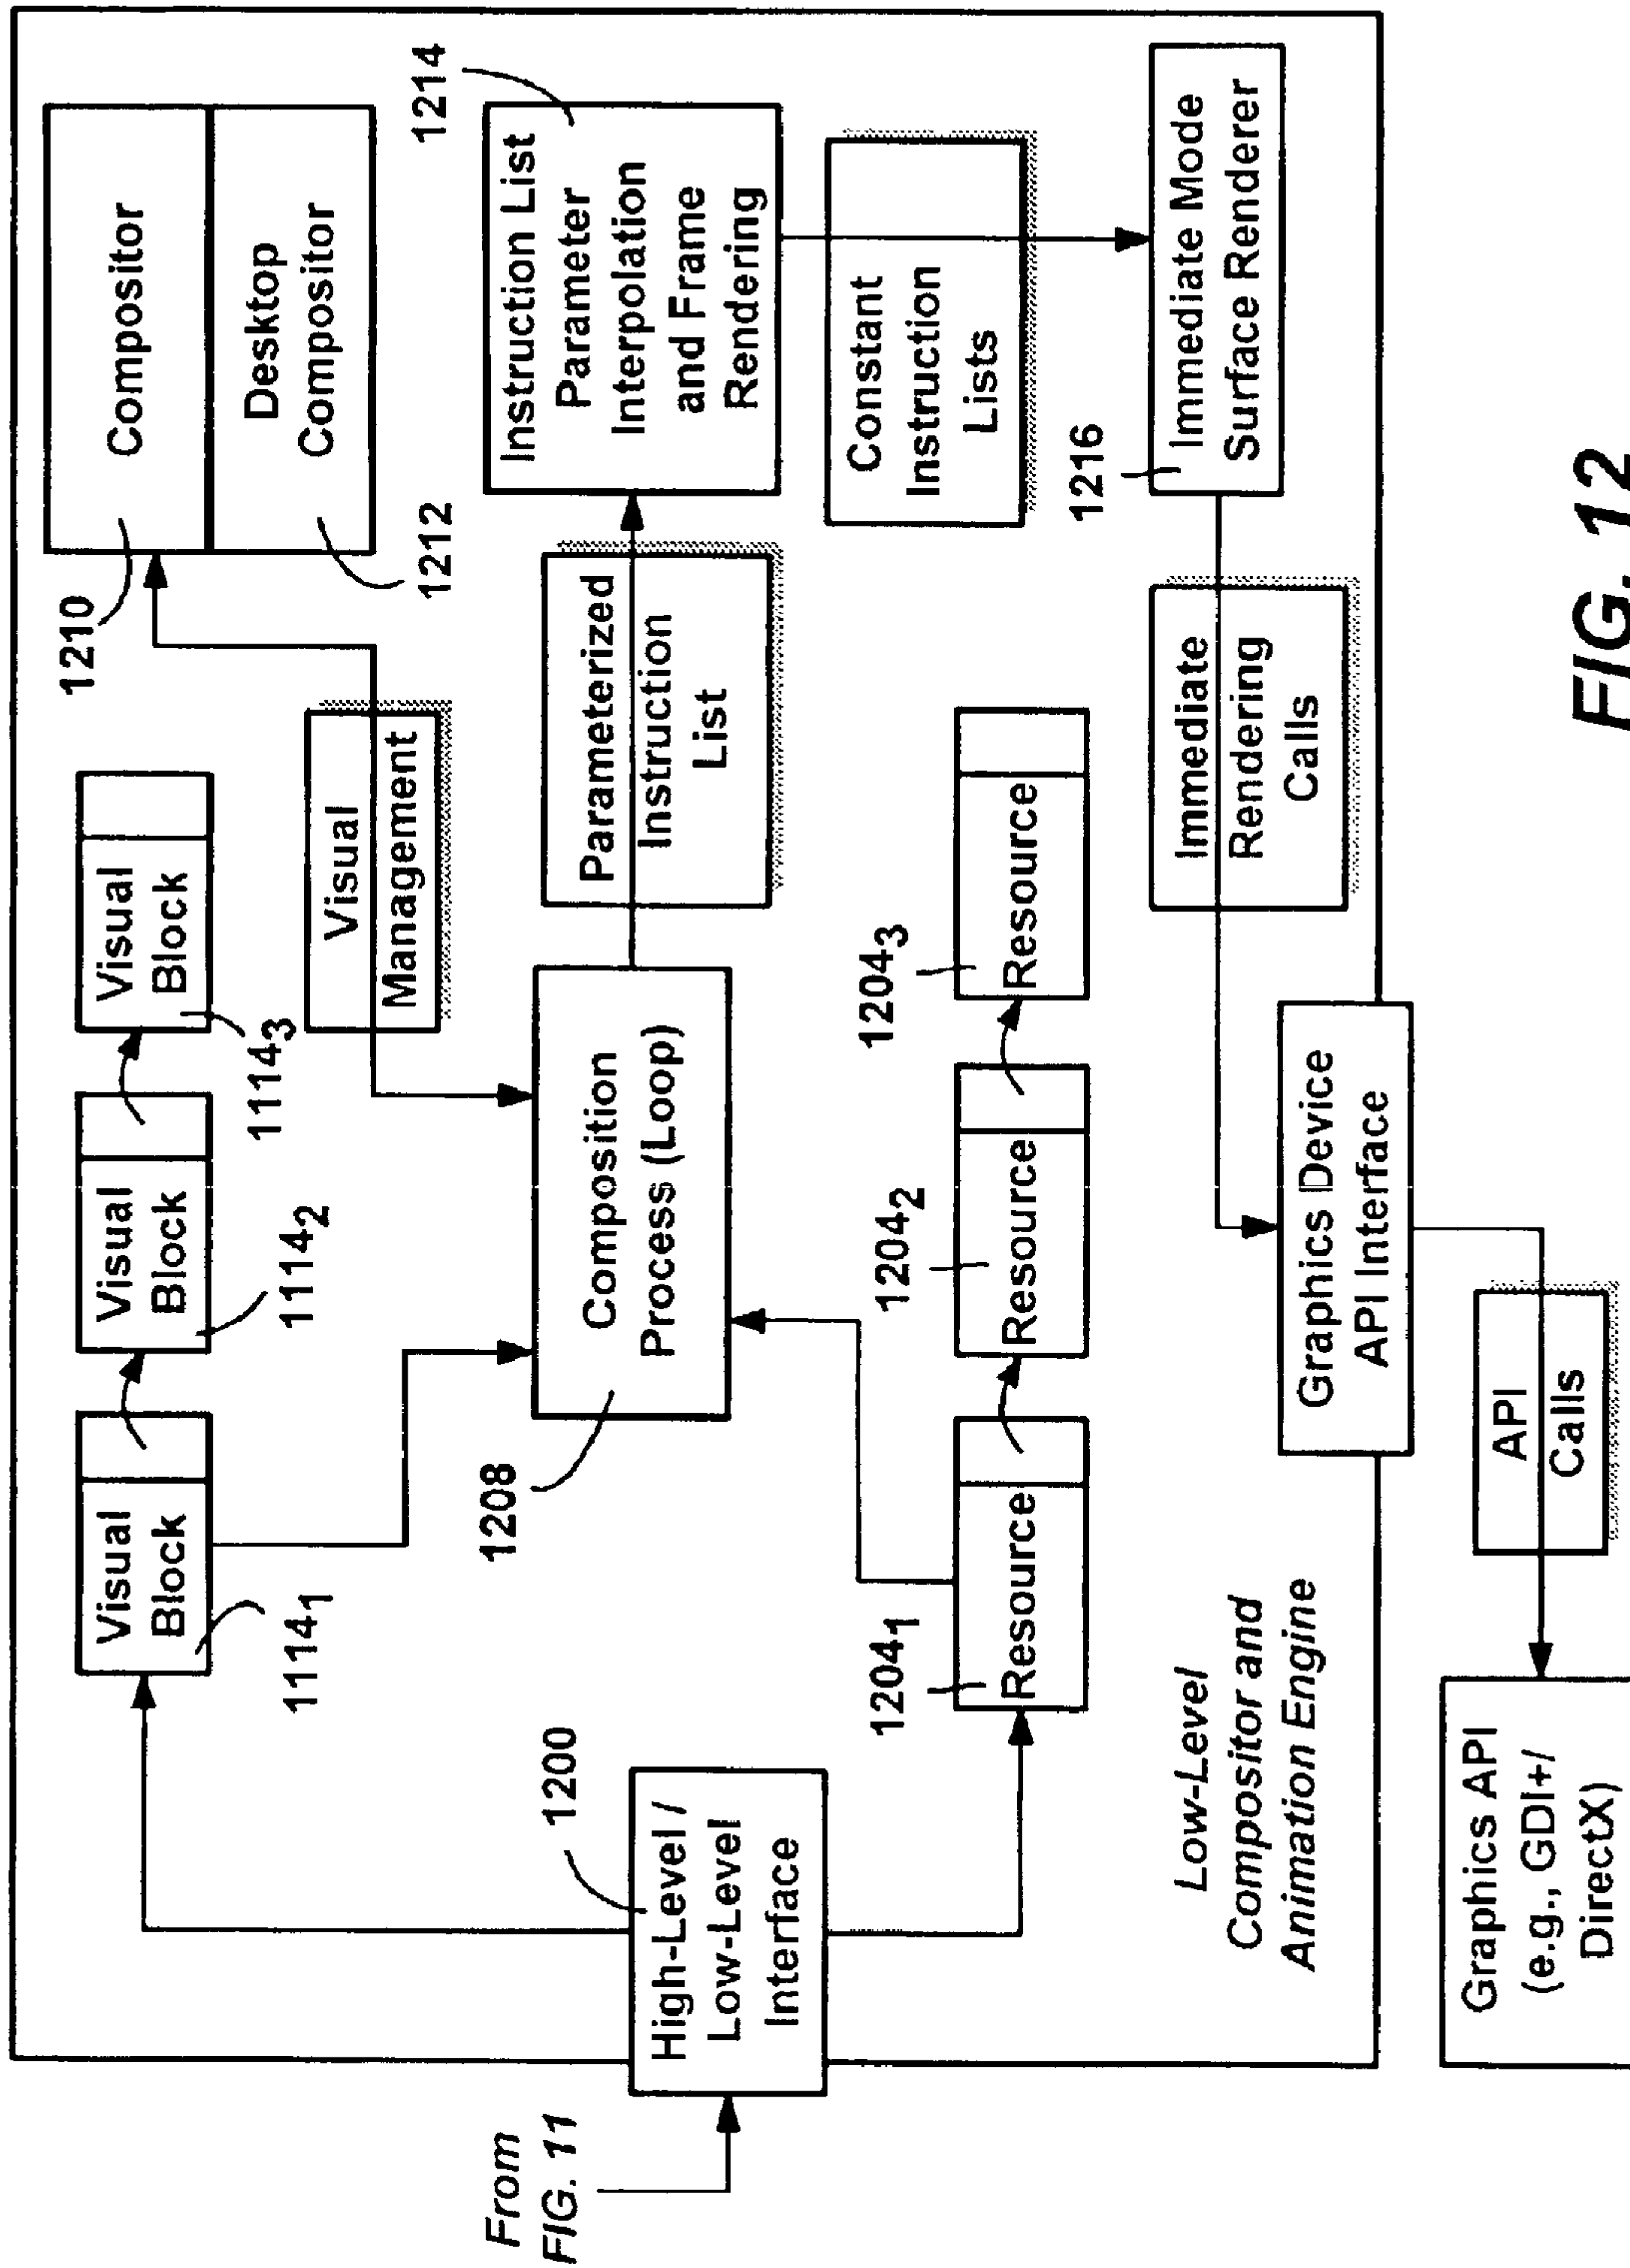 1210
Compositor
Desktop
Compositor
1212
Visual
Block
1114₁
Visual
Block
1114₂
Visual
Block
1114₃
Visual
Management
1214
Instruction List
Parameter
Interpolation
and Frame
Rendering
Parameterized
Instruction
List
Composition
Process (Loop)
1208
1200
High-Level /
Low-Level
Interface
From
FIG. 11
Constant
Instruction
Lists
1204₁
Resource
1204₂
Resource
1204₃
Resource
1216
Immediate Mode
Surface Renderer
Immediate
Rendering
Calls
Low-Level
Compositor and
Animation Engine
Graphics Device
API Interface
API
Calls
Graphics API
(e.g., GDI+/
DirectX)
FIG. 12